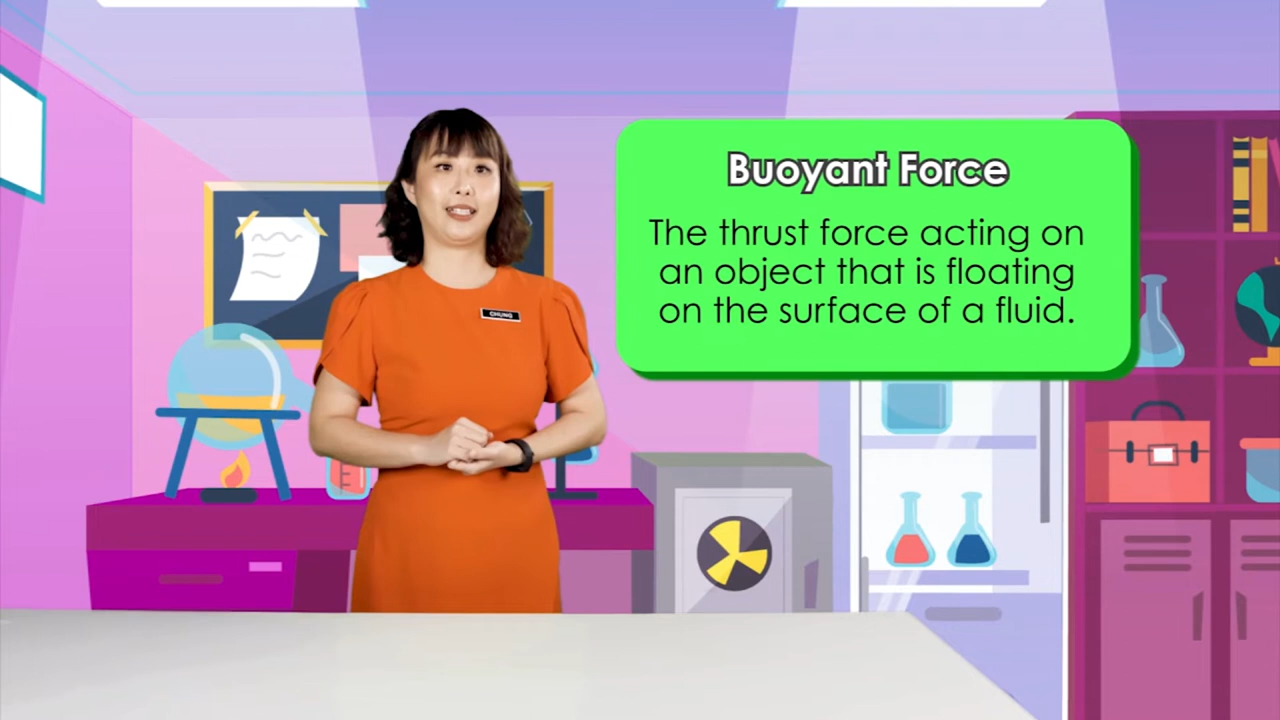 Buoyant Force
The thrust force acting on
an object that is floating
on the surface of a fluid.
CHUNG